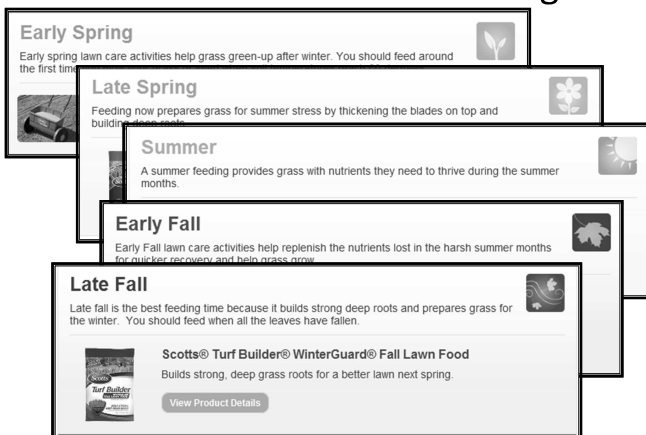 Early Spring
Early spring lawn care activities help grass green-up after winter. You should feed around
the first time
Late Spring
Feeding now prepares grass for summer stress by thickening the blades on top and
building deep roots
Summer
A summer feeding provides grass with nutrients they need to thrive during the summer
months.
Early Fall
Early Fall lawn care activities help replenish the nutrients lost in the harsh summer months
for quicker recovery and help grass grow
Late Fall
Late fall is the best feeding time because it builds strong deep roots and prepares grass for
the winter. You should feed when all the leaves have fallen.
Scotts® Turf Builder® WinterGuard® Fall Lawn Food
Builds strong, deep grass roots for a better lawn next spring.
Scotts
Turf Builder
View Product Details